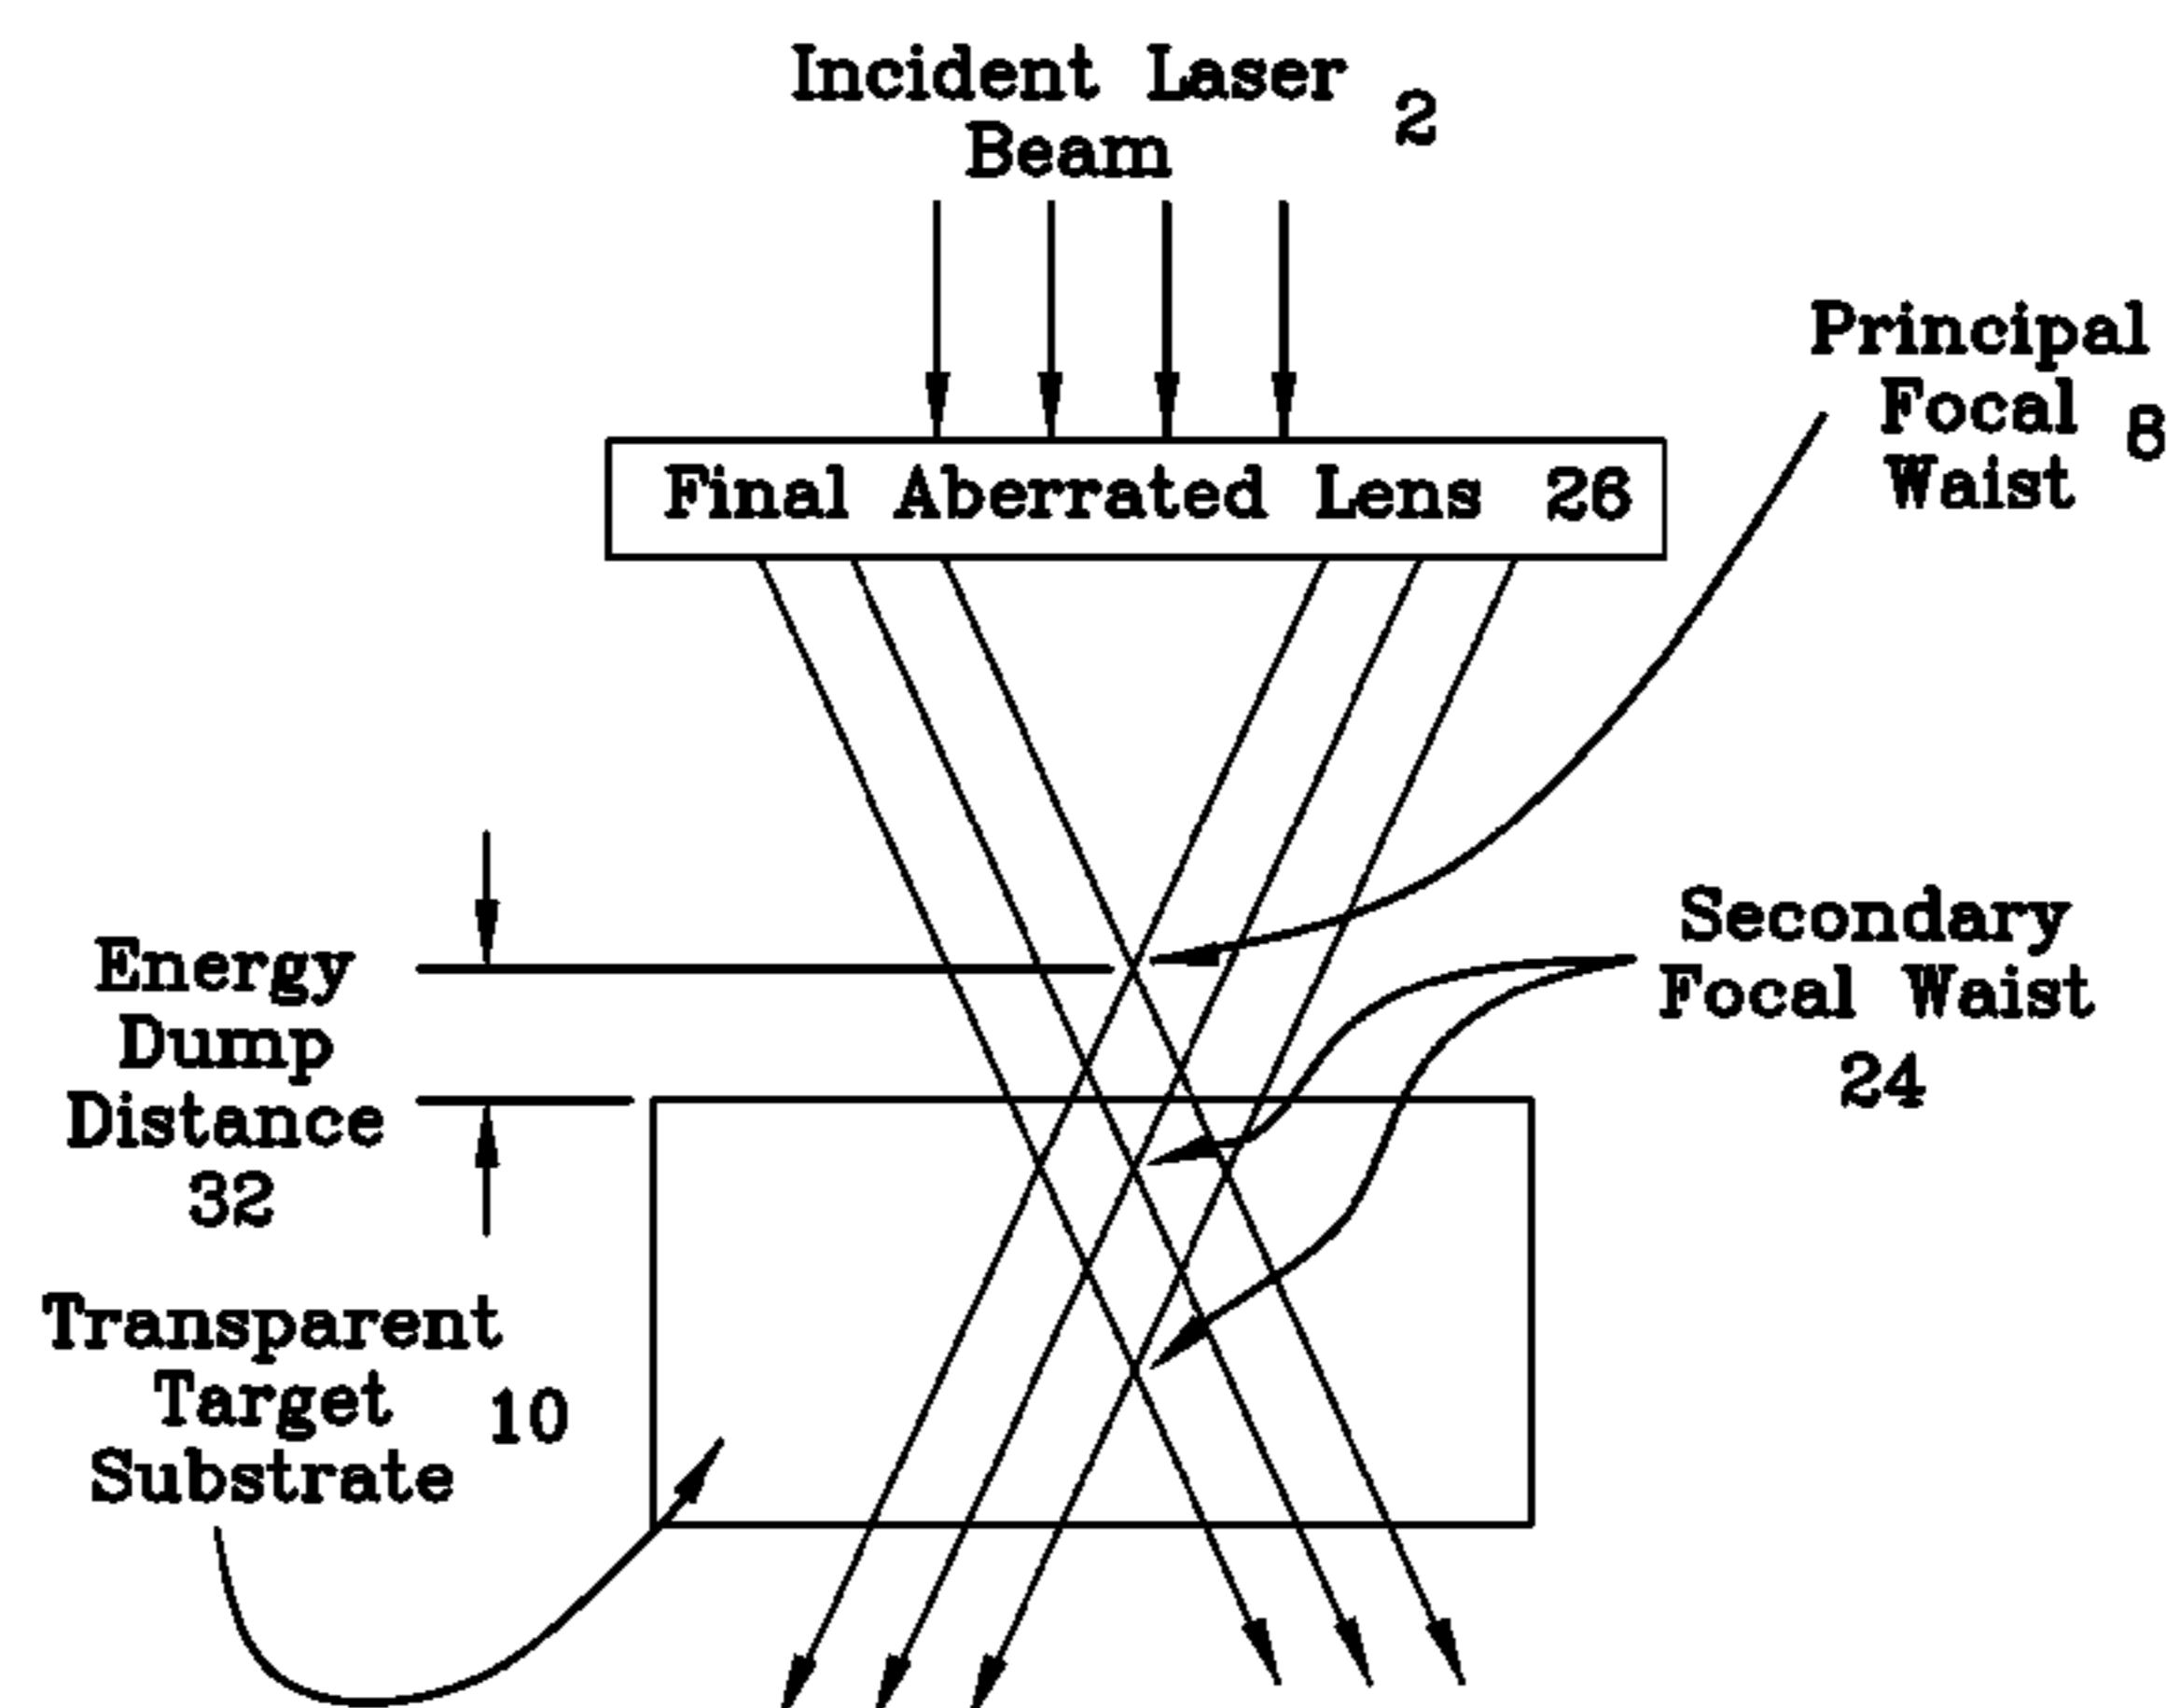 Incident Laser
Beam 2
Principal
Focal 8
Waist
Final Aberrated Lens 26
Energy
Dump
Distance
32
Secondary
Focal Waist
24
Transparent
Target 10
Substrate